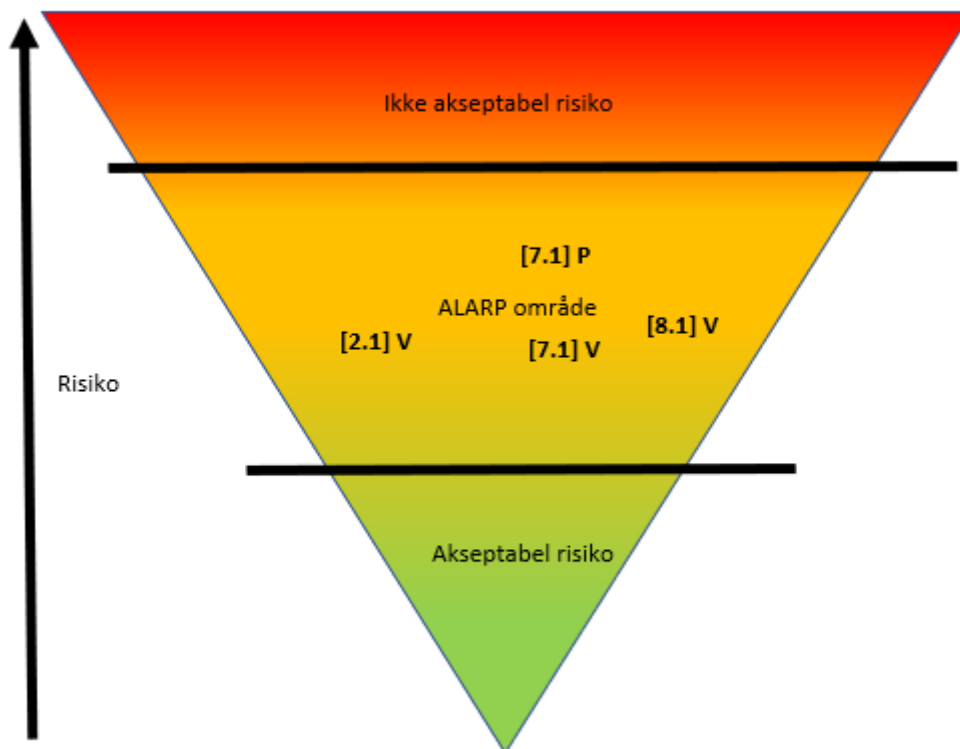 Ikke akseptabel risiko
[7.1] P
ALARP område
[8.1] V
[2.1] V
[7.1] V
Risiko
Akseptabel risiko